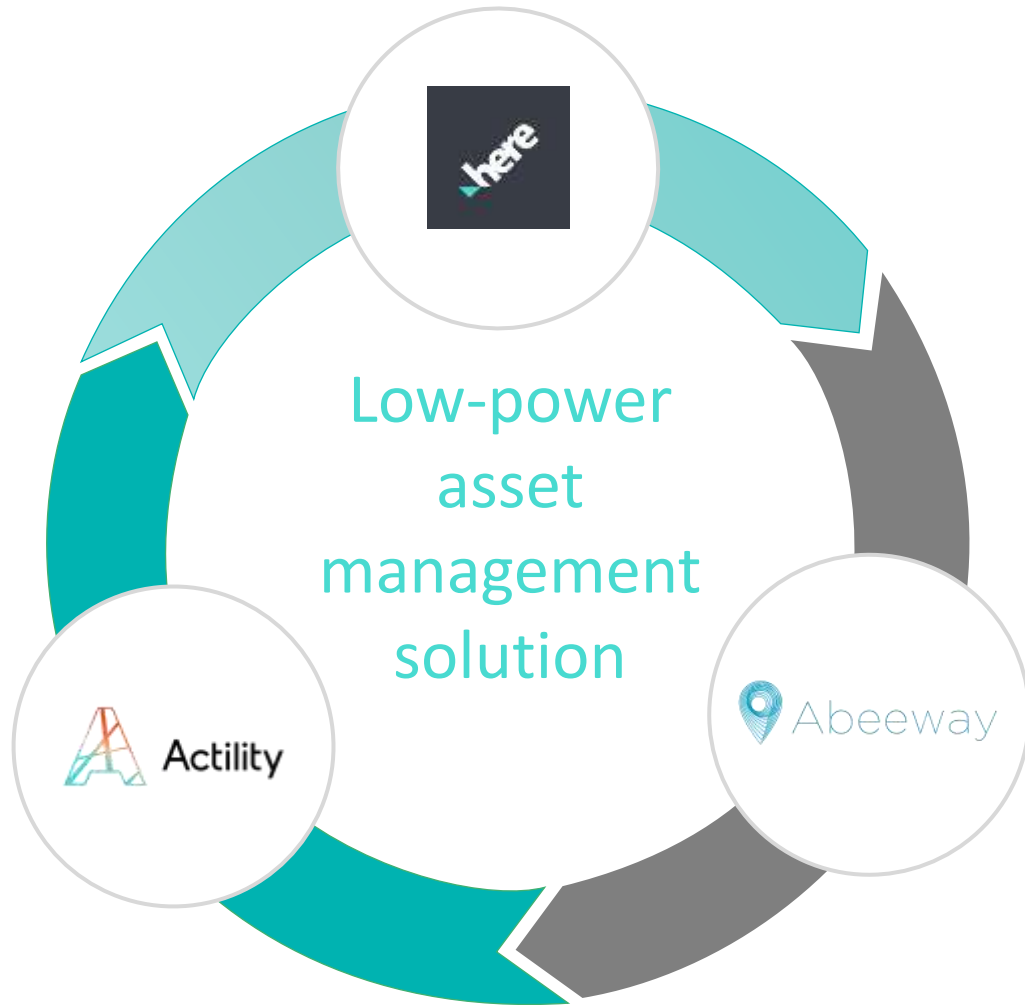 here
Low-power
asset
management
solution
Abeeway
Actility